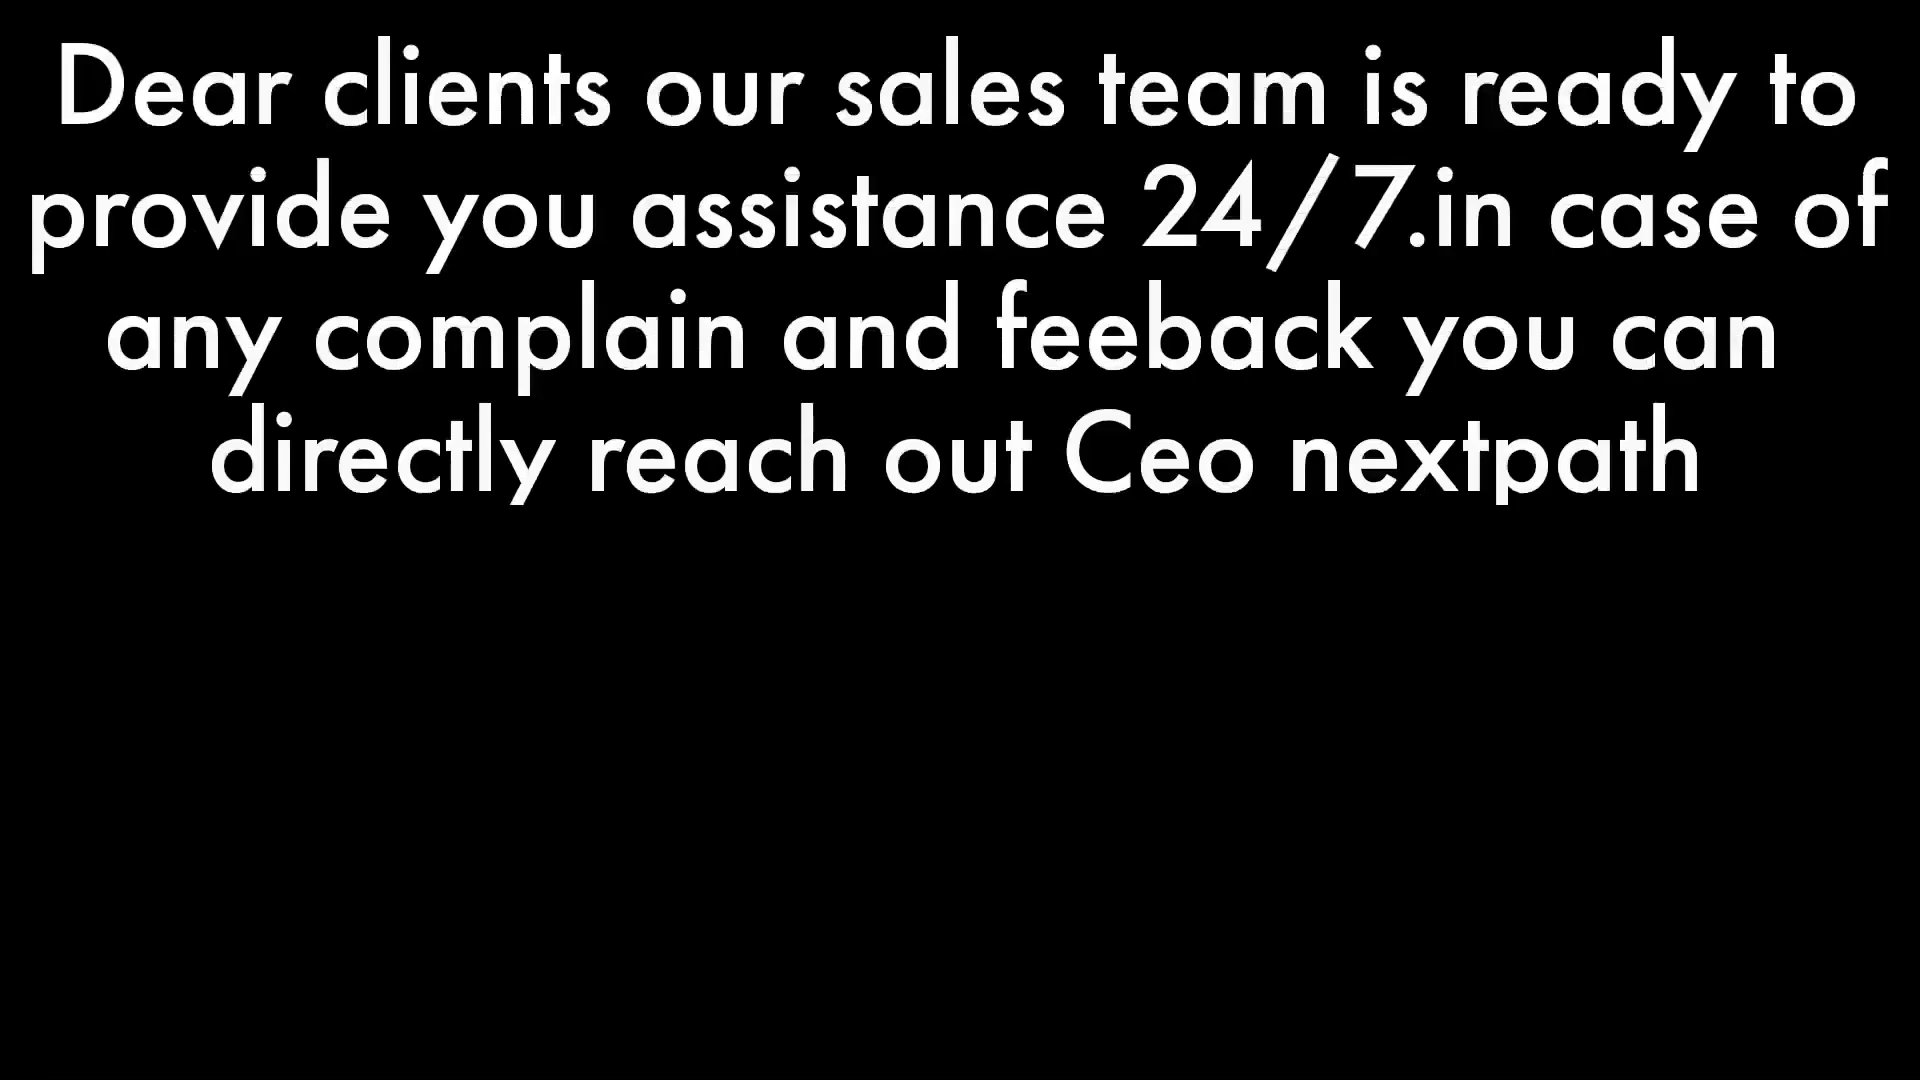 Dear clients our sales team is ready to
provide you assistance 24/7.in case of
any complain and feeback you can
directly reach out Ceo nextpath